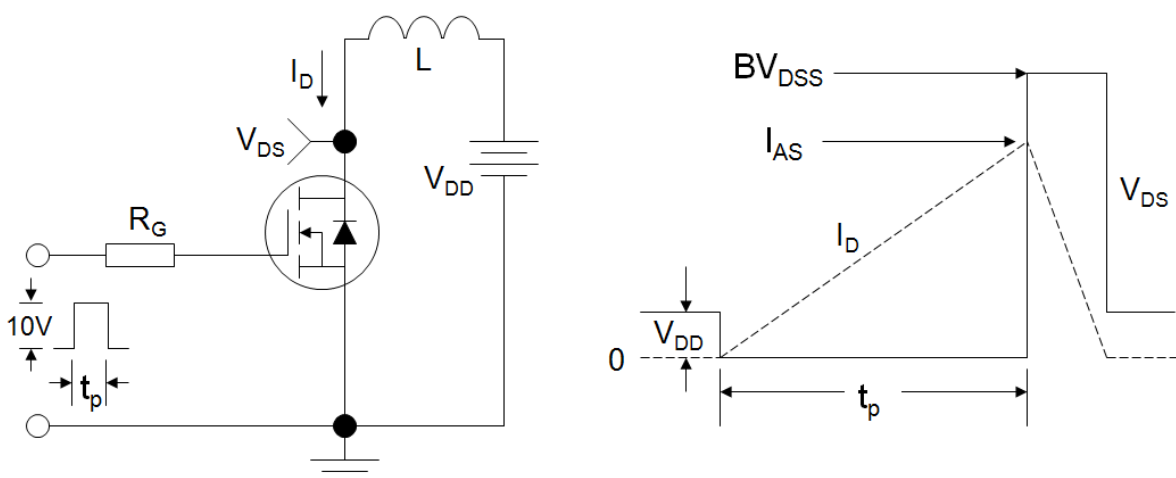 I_D
L
V_DS
V_DD
R_G
10V
t_p
BV_DSS
I_AS
V_DS
I_D
V_DD
0
t_p